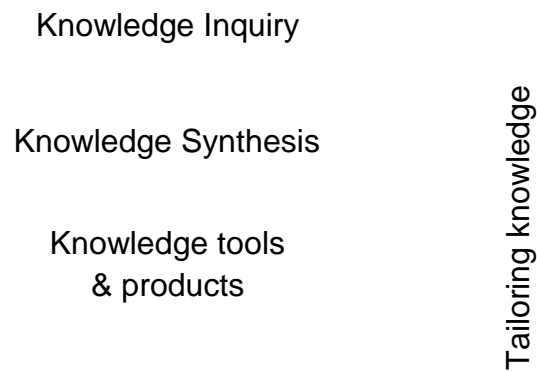 Knowledge Inquiry
Knowledge Synthesis
Knowledge tools
& products
Tailoring knowledge